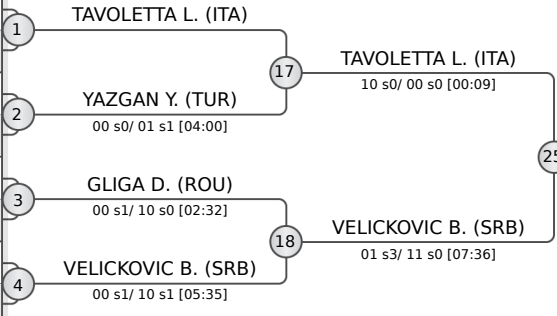 TAVOLETTA L. (ITA)
1
17
TAVOLETTA L. (ITA)
10 s0/ 00 s0 [00:09]
YAZGAN Y. (TUR)
2
00 s0/ 01 s1 [04:00]
25
GLIGA D. (ROU)
3
00 s1/ 10 s0 [02:32]
18
VELICKOVIC B. (SRB)
01 s3/ 11 s0 [07:36]
VELICKOVIC B. (SRB)
4
00 s1/ 10 s1 [05:35]